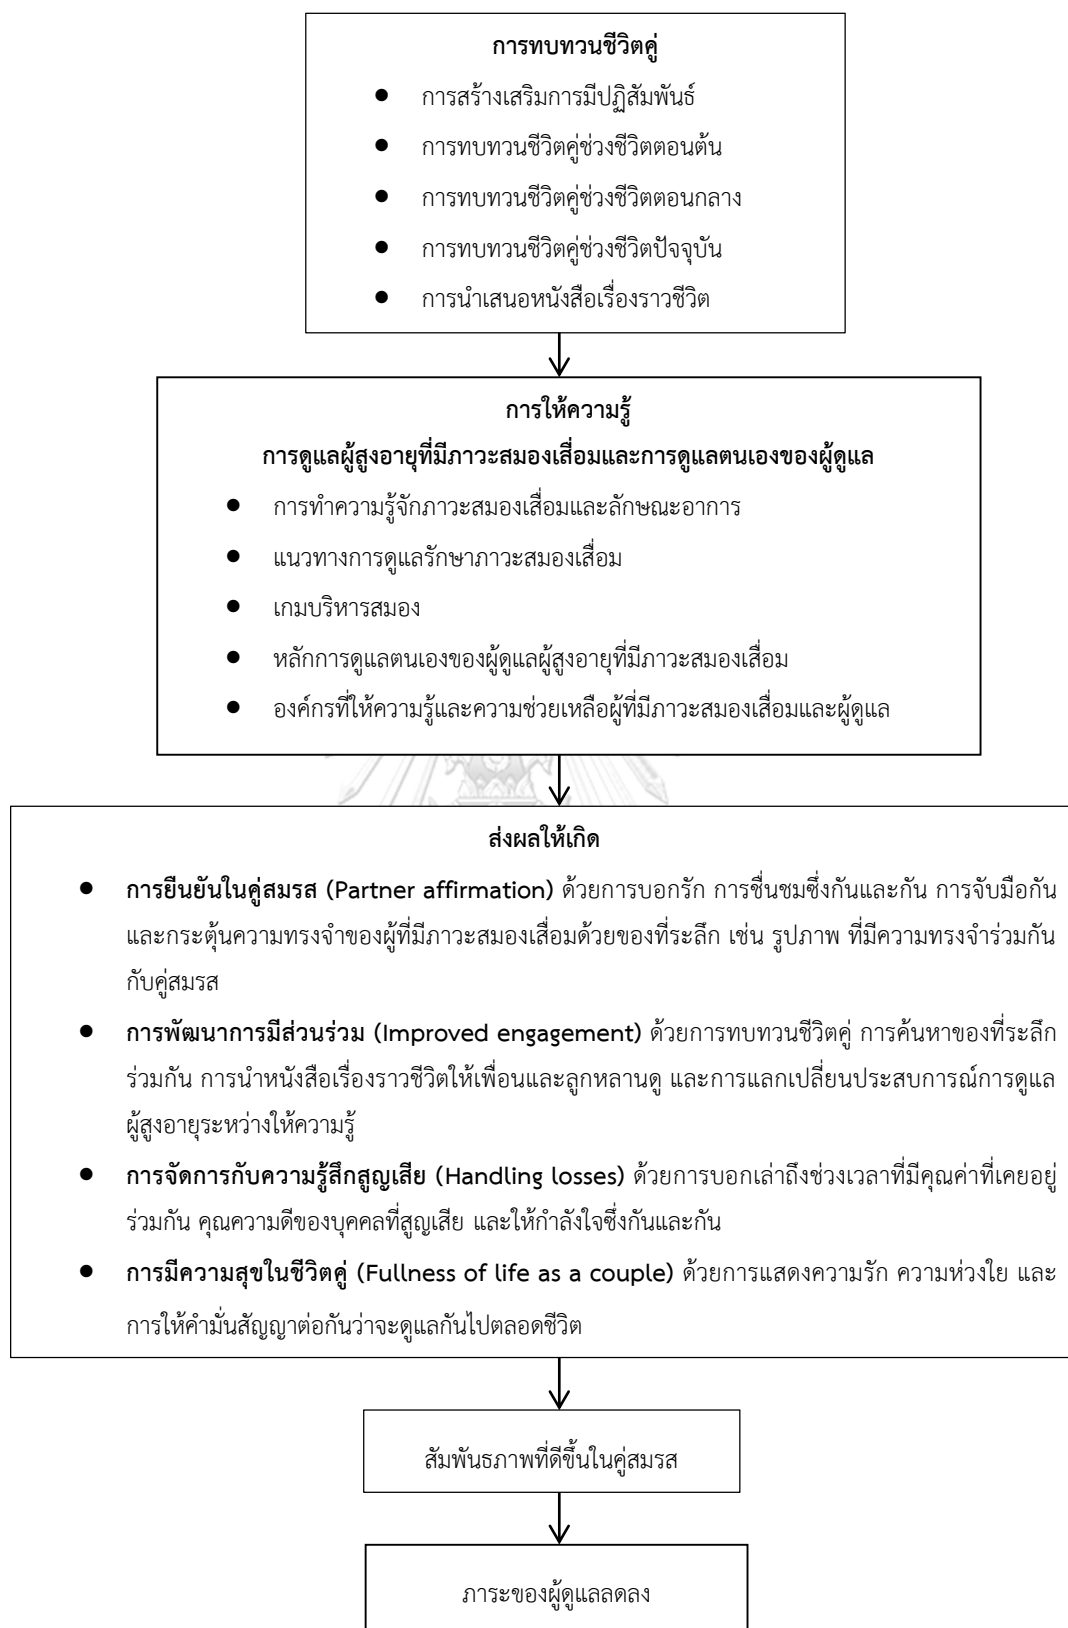 การทบทวนชีวิตคู่
● การสร้างเสริมการมีปฏิสัมพันธ์
● การทบทวนชีวิตคู่ช่วงชีวิตตอนต้น
● การทบทวนชีวิตคู่ช่วงชีวิตตอนกลาง
● การทบทวนชีวิตคู่ช่วงชีวิตปัจจุบัน
● การนำเสนอหนังสือเรื่องราวชีวิต
การให้ความรู้
การดูแลผู้สูงอายุที่มีภาวะสมองเสื่อมและการดูแลตนเองของผู้ดูแล
● การทำความรู้จักภาวะสมองเสื่อมและลักษณะอาการ
● แนวทางการดูแลรักษาภาวะสมองเสื่อม
● เกมบริหารสมอง
● หลักการดูแลตนเองของผู้ดูแลผู้สูงอายุที่มีภาวะสมองเสื่อม
● องค์กรที่ให้ความรู้และความช่วยเหลือผู้ที่มีภาวะสมองเสื่อมและผู้ดูแล
ส่งผลให้เกิด
● การยืนยันในคู่สมรส (Partner affirmation) ด้วยการบอกรัก การชื่นชมซึ่งกันและกัน การจับมือกัน
และกระตุ้นความทรงจำของผู้ที่มีภาวะสมองเสื่อมด้วยของที่ระลึก เช่น รูปภาพ ที่มีความทรงจำร่วมกัน
กับคู่สมรส
● การพัฒนาการมีส่วนร่วม (Improved engagement) ด้วยการทบทวนชีวิตคู่ การค้นหาของที่ระลึก
ร่วมกัน การนำหนังสือเรื่องราวชีวิตให้เพื่อนและลูกหลานดู และการแลกเปลี่ยนประสบการณ์การดูแล
ผู้สูงอายุระหว่างให้ความรู้
● การจัดการกับความรู้สึกสูญเสีย (Handling losses) ด้วยการบอกเล่าถึงช่วงเวลาที่มีคุณค่าที่เคยอยู่
ร่วมกัน คุณความดีของบุคคลที่สูญเสีย และให้กำลังใจซึ่งกันและกัน
● การมีความสุขในชีวิตคู่ (Fullness of life as a couple) ด้วยการแสดงความรัก ความห่วงใย และ
การให้คำมั่นสัญญาต่อกันว่าจะดูแลกันไปตลอดชีวิต
สัมพันธภาพที่ดีขึ้นในคู่สมรส
ภาระของผู้ดูแลลดลง